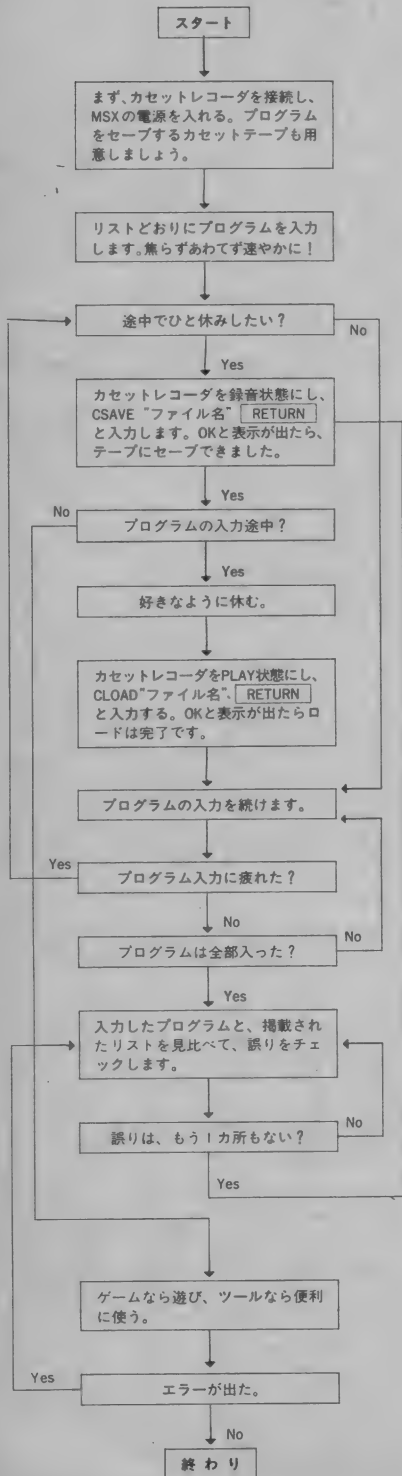 スタート
まず、カセットレコーダを接続し、
MSXの電源を入れる。プログラム
をセーブするカセットテープも用
意しましょう。
リストどおりにプログラムを入力
します。焦らずあわてず速やかに！
途中でひと休みしたい？
No
Yes
カセットレコーダを録音状態にし、
CSAVE "ファイル名" RETURN
と入力します。OKと表示が出たら、
テープにセーブできました。
Yes
No
プログラムの入力途中？
Yes
好きなように休む。
カセットレコーダをPLAY状態にし、
CLOAD"ファイル名"、RETURN
と入力する。OKと表示が出たらロ
ードは完了です。
プログラムの入力を続けます。
Yes
プログラム入力に疲れた？
No
プログラムは全部入った？
No
Yes
入力したプログラムと、掲載され
たリストを見比べて、誤りをチェ
ックします。
誤りは、もう1カ所もない？
No
Yes
ゲームなら遊び、ツールなら便利
に使う。
Yes
エラーが出た。
No
終わり